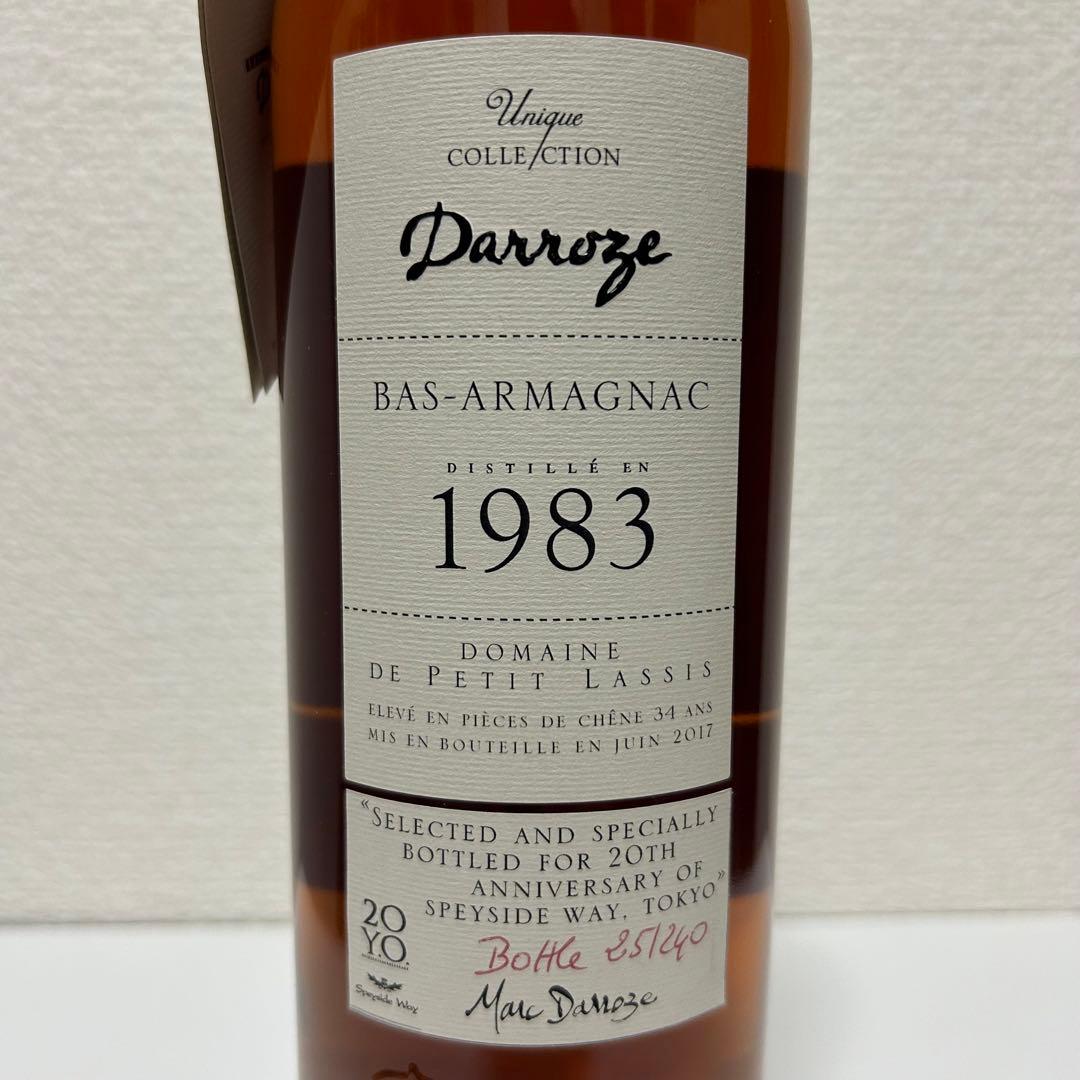 Unique
COLLECTION
Darroze
BAS-ARMAGNAC
DISTILLÉ EN
1983
DOMAINE
DE PETIT LASSIS
ELEVÉ EN PIÈCES DE CHÊNE 34 ANS
MIS EN BOUTEILLE EN JUIN 2017
«SELECTED AND SPECIALLY
BOTTLED FOR 20TH
ANNIVERSARY OF
SPEYSIDE WAY, TOKYO»
20
Y.O.
Speyside Way
Bottle 25/240
Marc Darroze